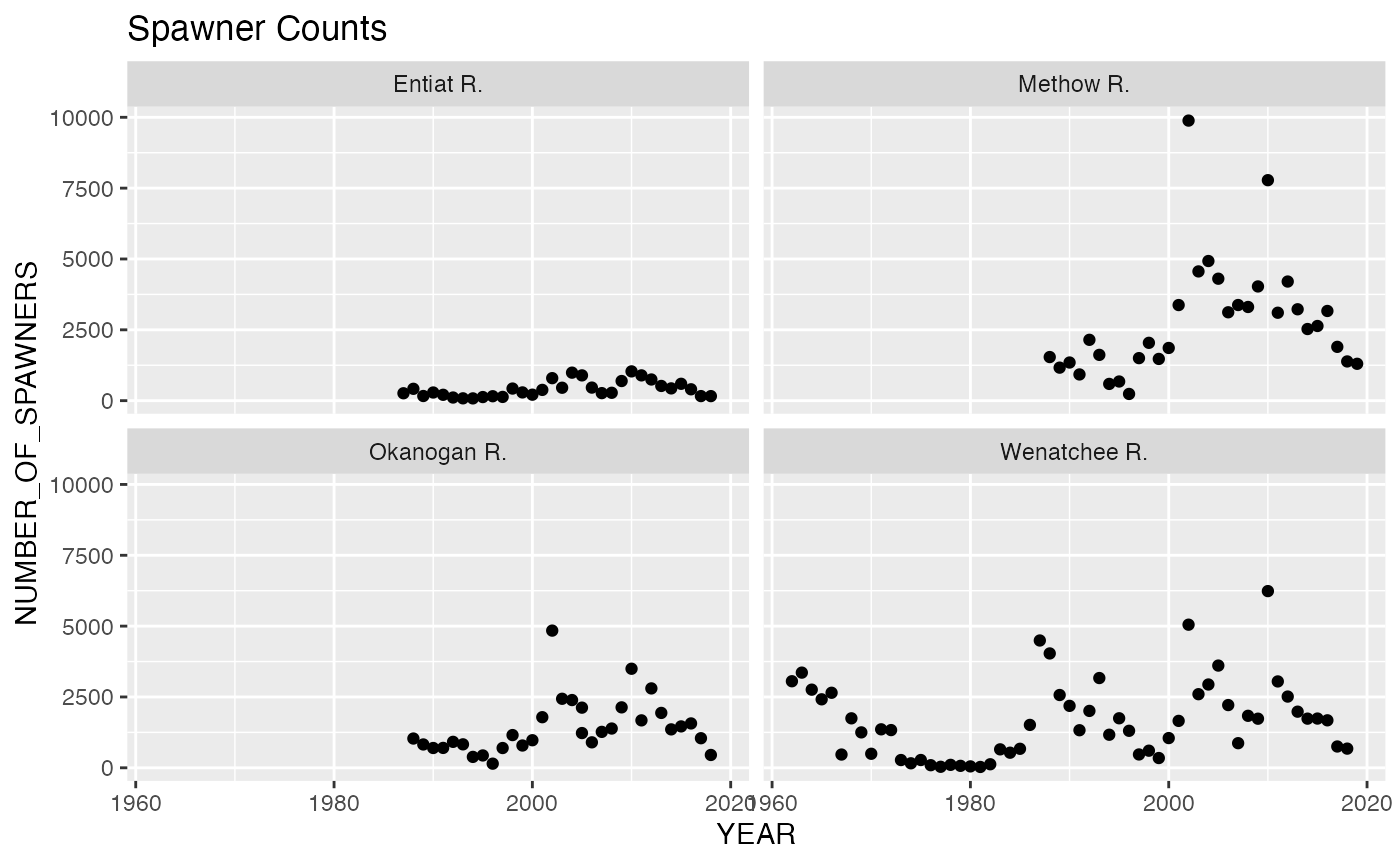 Spawner Counts
Entiat R. Methow R.
10000
7500
5000
2500
0
Okanogan R. Wenatchee R.
10000
7500
5000
2500
0
1960 1980 2000 2020 1960 1980 2000 2020
YEAR
NUMBER_OF_SPAWNERS